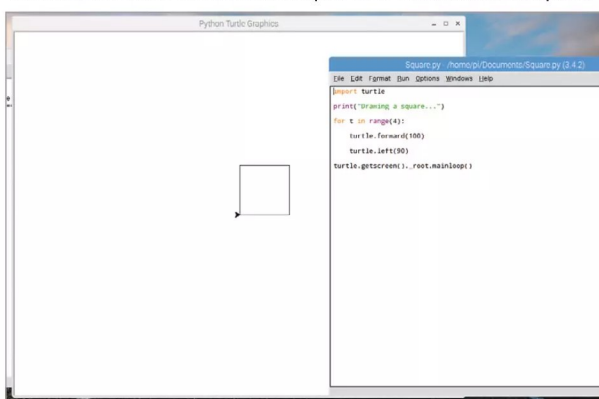 Python Turtle Graphics
Square.py - /home/pi/Documents/Square.py (3.4.2)
File Edit Format Run Options Windows Help
import turtle
print("Drawing a square...")
for t in range(4):
turtle.forward(100)
turtle.left(90)
turtle.getscreen()._root.mainloop()